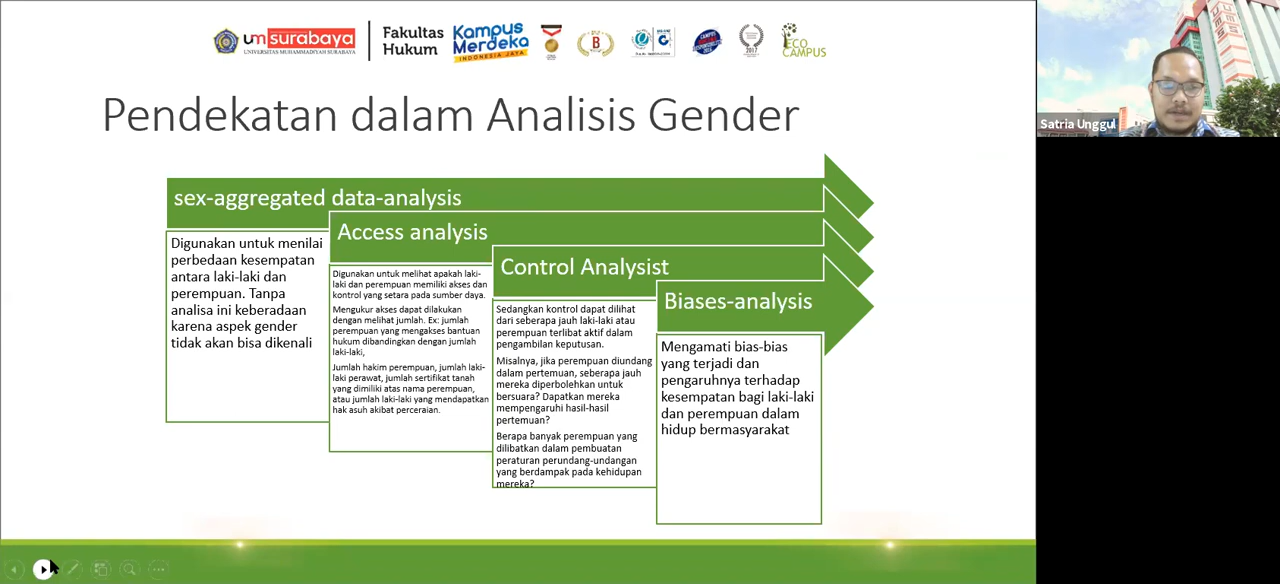 um surabaya
UNIVERSITAS MUHAMMADIYAH SURABAYA
Fakultas
Hukum
Kampus
Merdeka
INDONESIA JAYA
B
2017
ECO
CAMPUS
Satria Unggul
Pendekatan dalam Analisis Gender
sex-aggregated data-analysis
Digunakan untuk menilai
perbedaan kesempatan
antara laki-laki dan
perempuan. Tanpa
analisa ini keberadaan
karena aspek gender
tidak akan bisa dikenali
Access analysis
Digunakan untuk melihat apakah laki-
laki dan perempuan memiliki akses dan
kontrol yang setara pada sumber daya.
Mengukur akses dapat dilakukan
dengan melihat jumlah. Ex: jumlah
perempuan yang mengakses bantuan
hukum dibandingkan dengan jumlah
laki-laki,
Jumlah hakim perempuan, jumlah laki-
laki perawat, jumlah sertifikat tanah
yang dimiliki atas nama perempuan,
atau jumlah laki-laki yang mendapatkan
hak asuh akibat perceraian.
Control Analysist
Sedangkan kontrol dapat dilihat
dari seberapa jauh laki-laki atau
perempuan terlibat aktif dalam
pengambilan keputusan.
Misalnya, jika perempuan diundang
dalam pertemuan, seberapa jauh
mereka diperbolehkan untuk
bersuara? Dapatkan mereka
mempengaruhi hasil-hasil
pertemuan?
Berapa banyak perempuan yang
dilibatkan dalam pembuatan
peraturan perundang-undangan
yang berdampak pada kehidupan
mereka?
Biases-analysis
Mengamati bias-bias
yang terjadi dan
pengaruhnya terhadap
kesempatan bagi laki-laki
dan perempuan dalam
hidup bermasyarakat